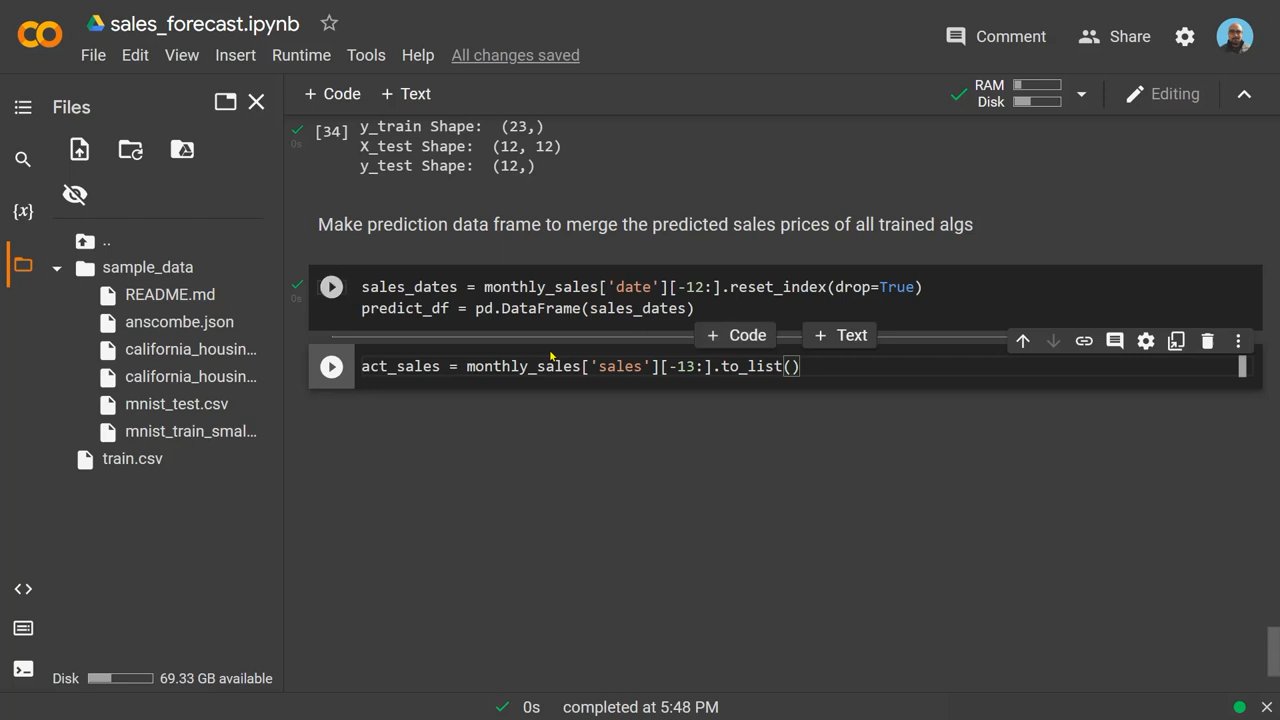 sales_forecast.ipynb
File Edit View Insert Runtime Tools Help All changes saved
Comment Share
Files
+ Code + Text
RAM
Disk
Editing
[34] y_train Shape: (23,)
0s
X_test Shape: (12, 12)
y_test Shape: (12,)
{x}
..
sample_data
README.md
anscombe.json
california_housin...
california_housin...
mnist_test.csv
mnist_train_smal...
train.csv
Make prediction data frame to merge the predicted sales prices of all trained algs
sales_dates = monthly_sales['date'][-12:].reset_index(drop=True)
0s
predict_df = pd.DataFrame(sales_dates)
+ Code + Text
act_sales = monthly_sales['sales'][-13:].to_list()
Disk 69.33 GB available
0s completed at 5:48 PM